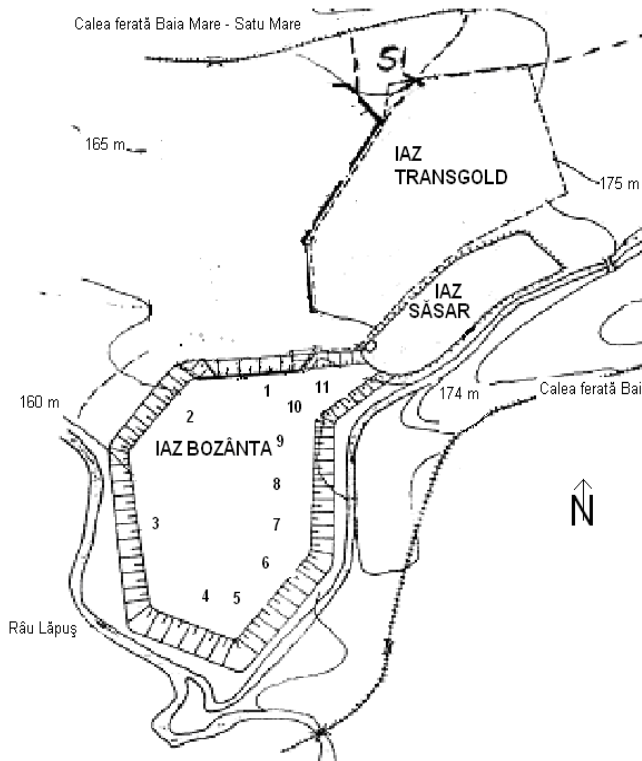 Calea ferată Baia Mare - Satu Mare
S1
165 m
IAZ
TRANSGOLD
175 m
IAZ
SĂSAR
1
11
10
2
160 m
174 m
Calea ferată Bai
IAZ BOZÂNTA
9
8
7
3
N
6
4
5
Râu Lăpuş